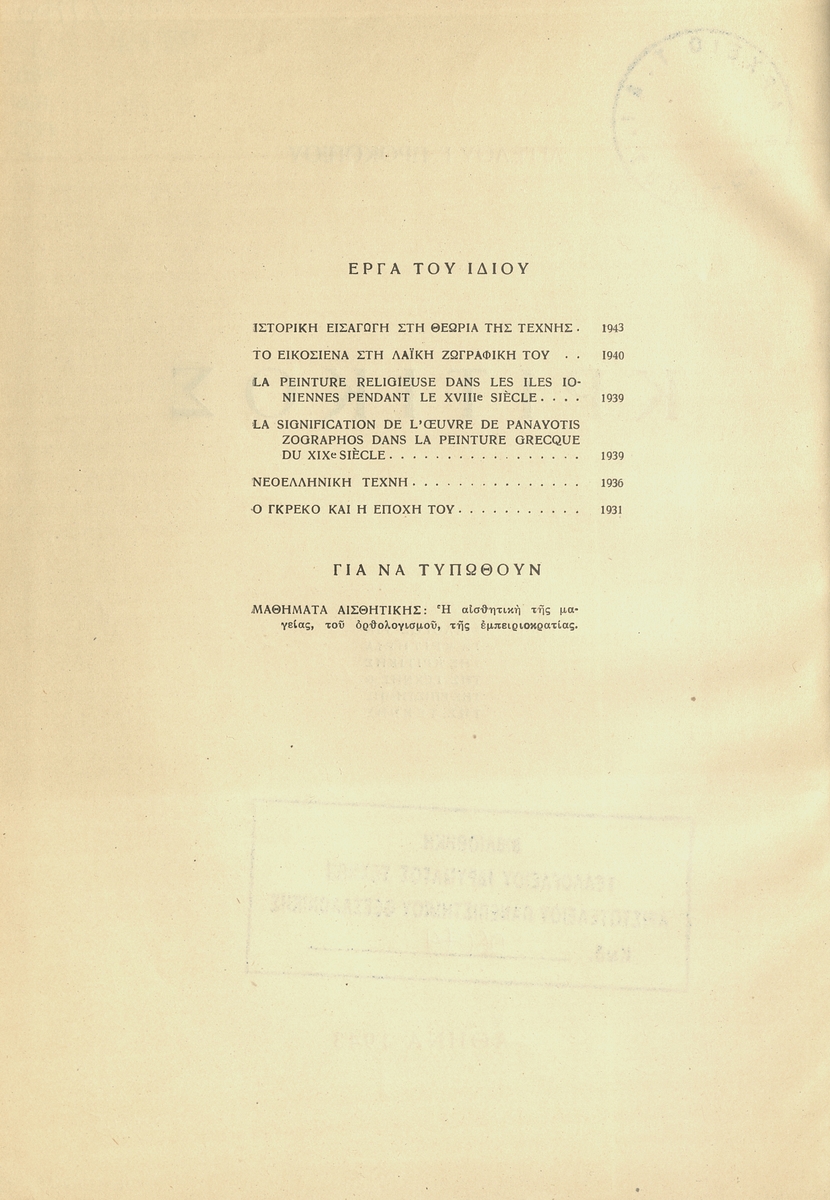 ΕΡΓΑ ΤΟΥ ΙΔΙΟΥ
ΙΣΤΟΡΙΚΗ ΕΙΣΑΓΩΓΗ ΣΤΗ ΘΕΩΡΙΑ ΤΗΣ ΤΕΧΝΗΣ . 1943
ΤΟ ΕΙΚΟΣΙΕΝΑ ΣΤΗ ΛΑΪΚΗ ΖΩΓΡΑΦΙΚΗ ΤΟΥ . . 1940
LA PEINTURE RELIGIEUSE DANS LES ILES IO-
NIENNES PENDANT LE XVIIIe SIÈCLE . . . . 1939
LA SIGNIFICATION DE L'ŒUVRE DE PANAYOTIS
ZOGRAPHOS DANS LA PEINTURE GRECQUE
DU XIXe SIÈCLE . . . . . . . . . . . . . . . . . 1939
ΝΕΟΕΛΛΗΝΙΚΗ ΤΕΧΝΗ . . . . . . . . . . . . . . . 1936
Ο ΓΚΡΕΚΟ ΚΑΙ Η ΕΠΟΧΗ ΤΟΥ . . . . . . . . . . . 1931
ΓΙΑ ΝΑ ΤΥΠΩΘΟΥΝ
ΜΑΘΗΜΑΤΑ ΑΙΣΘΗΤΙΚΗΣ: Ἡ αἰσθητικὴ τῆς μα-
γείας, τοῦ ὀρθολογισμοῦ, τῆς ἐμπειριοκρατίας.